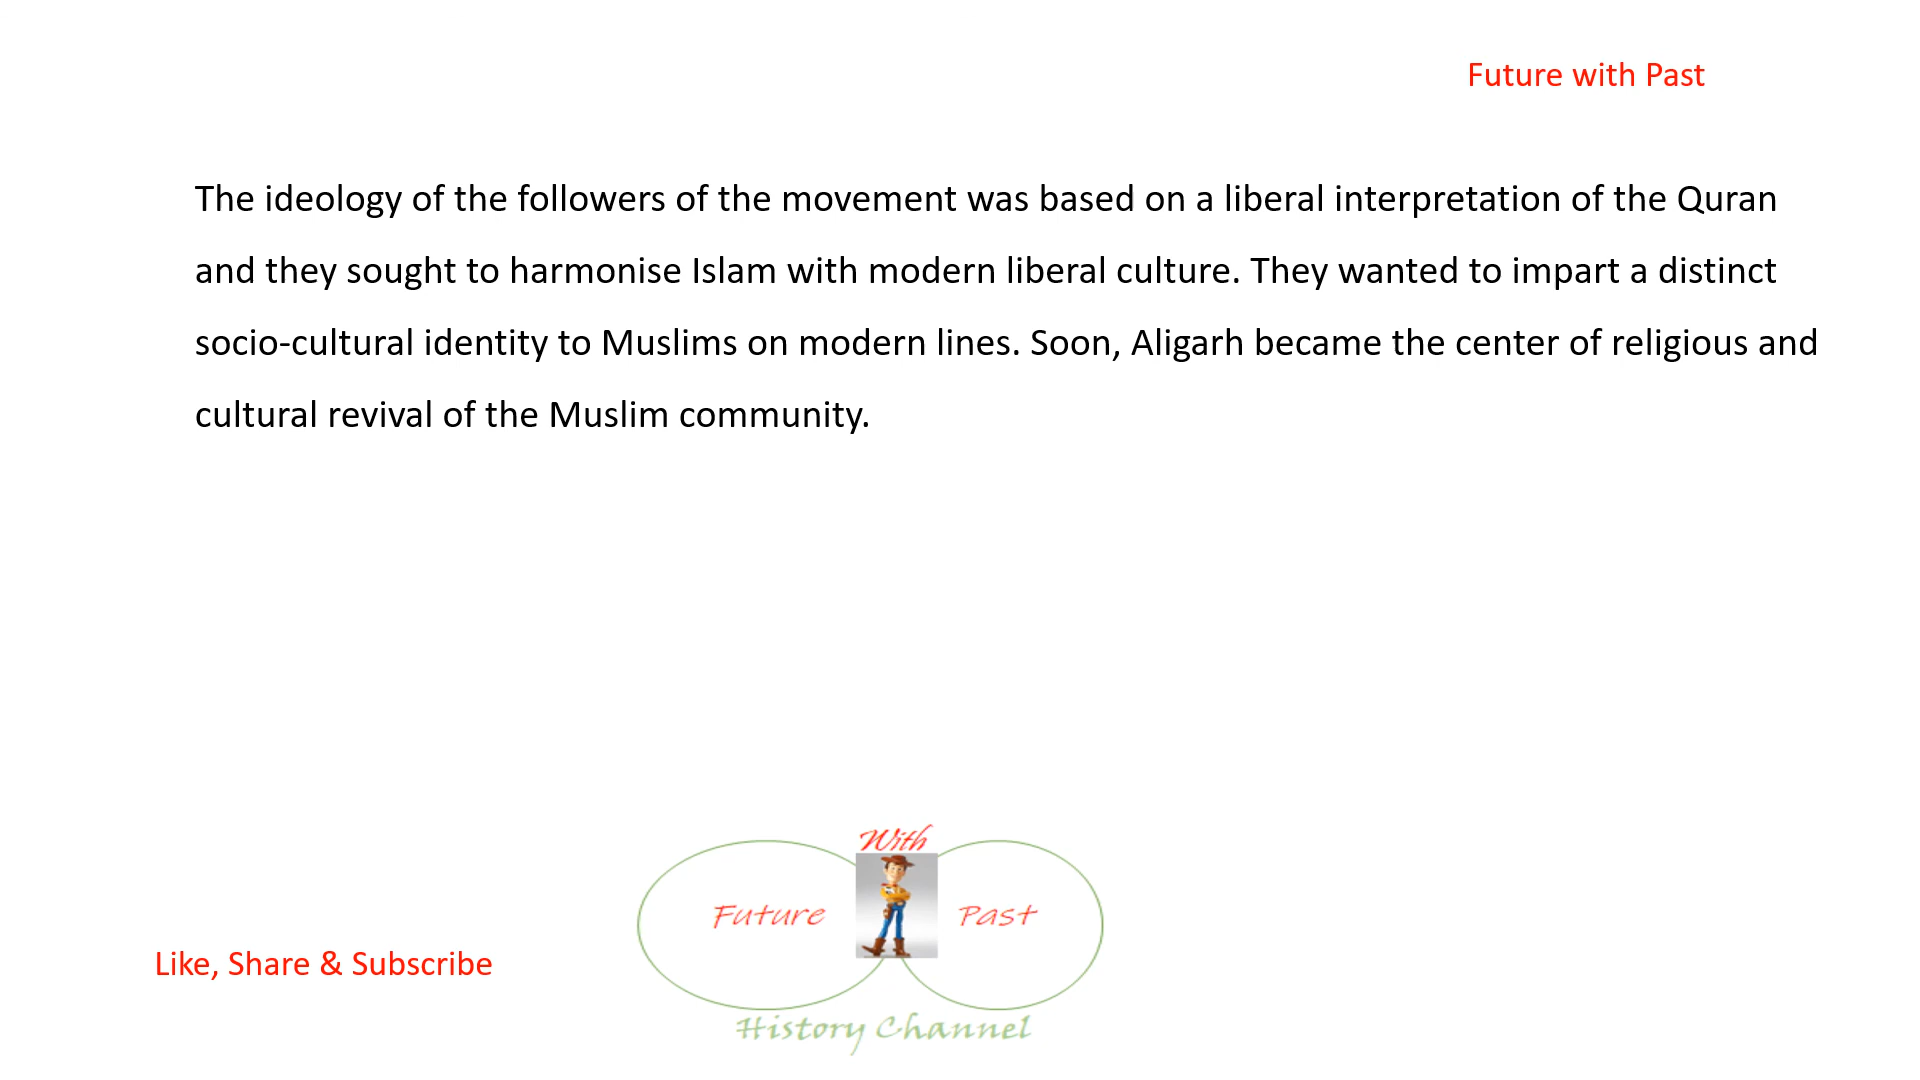 Future with Past
The ideology of the followers of the movement was based on a liberal interpretation of the Quran
and they sought to harmonise Islam with modern liberal culture. They wanted to impart a distinct
socio-cultural identity to Muslims on modern lines. Soon, Aligarh became the center of religious and
cultural revival of the Muslim community.
With
Future Past
Like, Share & Subscribe
History Channel